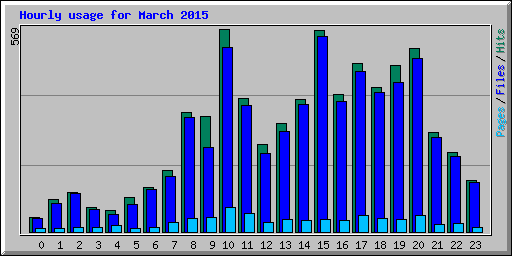 Hourly usage for March 2015
569
Pages/Files/Hits
0 1 2 3 4 5 6 7 8 9 10 11 12 13 14 15 16 17 18 19 20 21 22 23